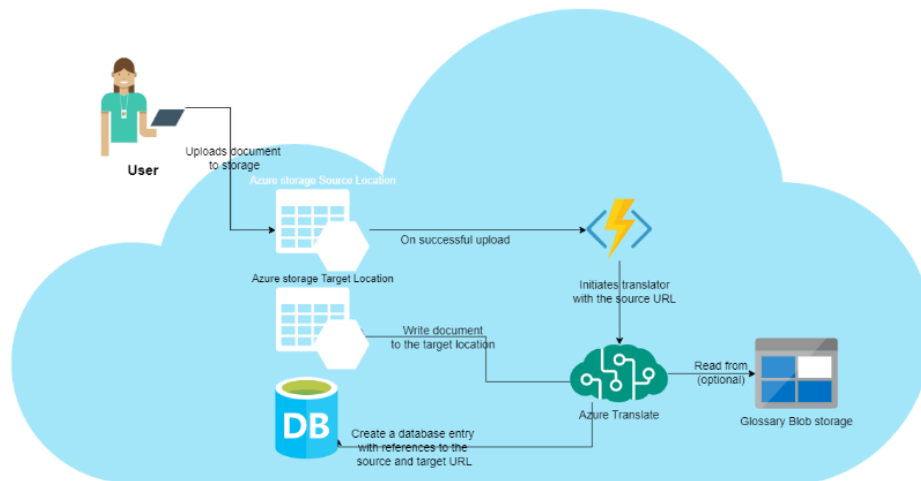 User
Uploads document
to storage
Azure storage Source Location
On successful upload
Azure storage Target Location
Initiates translator
with the source URL
Write document
to the target location
Read from
(optional)
Azure Translate
Glossary Blob storage
DB
Create a database entry
with references to the
source and target URL